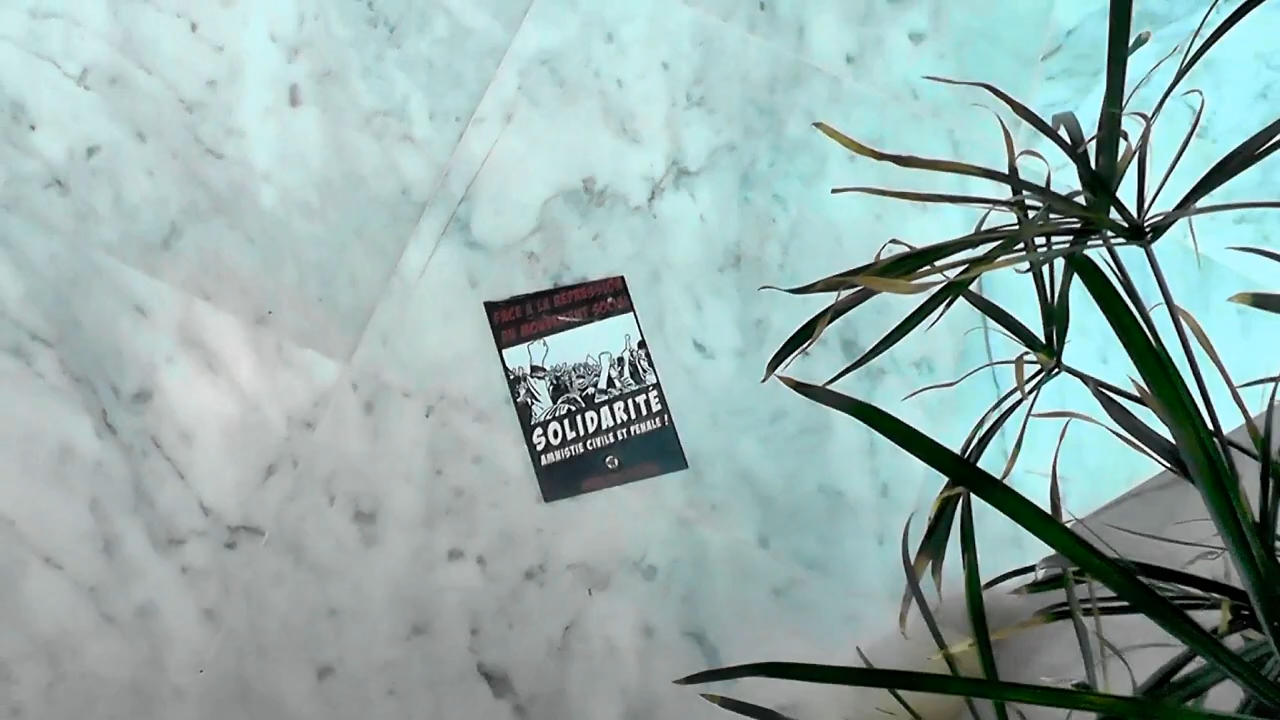 FACE À LA RÉPRESSION
DU MOUVEMENT SOCIAL
SOLIDARITÉ
AMNISTIE CIVILE ET PÉNALE !